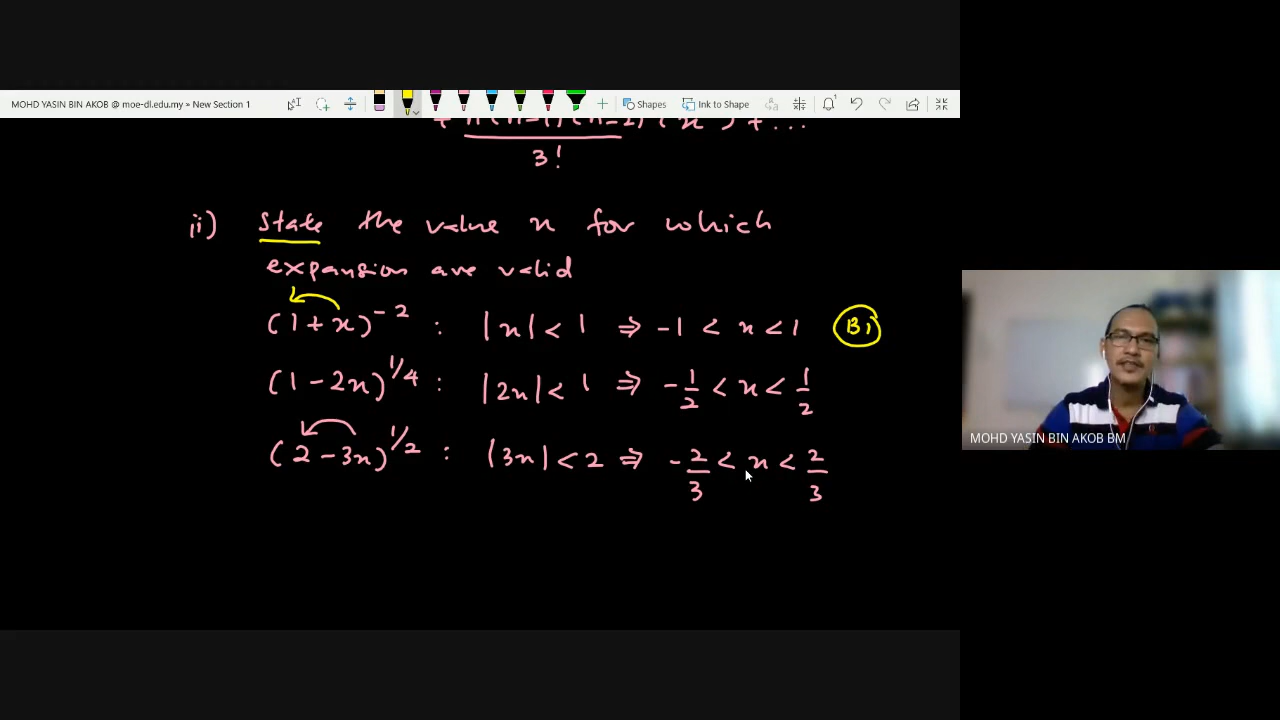 MOHD YASIN BIN AKOB @ moe-dl.edu.my » New Section 1 Shapes Ink to Shape
+ n(n-1)(n-2) (x ) + ...
3!
ii) State the value x for which
expansion are valid
(1+x)^-2 : |x| < 1 ⇒ -1 < x < 1 B1
(1-2x)^1/4 : |2x| < 1 ⇒ -1/2 < x < 1/2
(2-3x)^1/2 : |3x| < 2 ⇒ -2/3 < x < 2/3
MOHD YASIN BIN AKOB BM